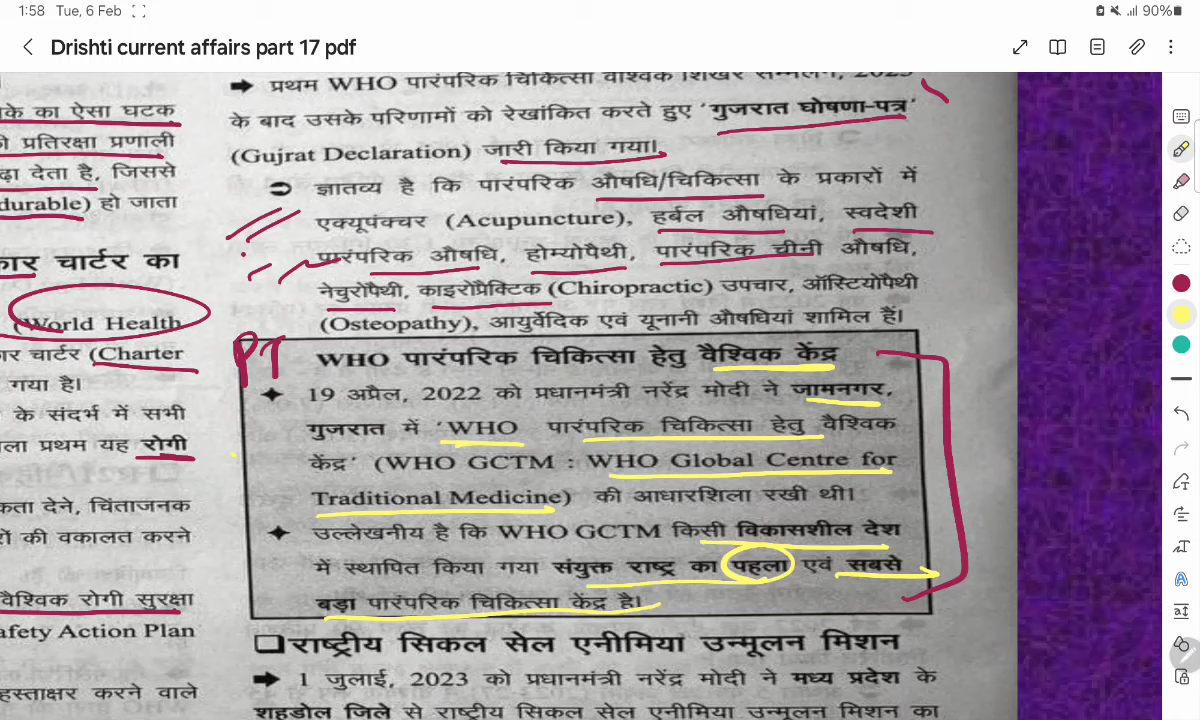 1:58 Tue, 6 Feb
90%
Drishti current affairs part 17 pdf
के का ऐसा घटक
प्रतिरक्षा प्रणाली
ढ़ा देता है, जिससे
durable) हो जाता
कार चार्टर का
(World Health
कार चार्टर (Charter
गया है।
के संदर्भ में सभी
ला प्रथम यह रोगी
कता देने, चिंताजनक
की वकालत करने
वैश्विक रोगी सुरक्षा
afety Action Plan
हस्ताक्षर करने वाले
➡ प्रथम WHO पारंपरिक चिकित्सा वैश्विक शिखर सम्मेलन, 2023
के बाद उसके परिणामों को रेखांकित करते हुए 'गुजरात घोषणा-पत्र'
(Gujrat Declaration) जारी किया गया।
ज्ञातव्य है कि पारंपरिक औषधि/चिकित्सा के प्रकारों में
एक्यूपंक्चर (Acupuncture), हर्बल औषधियां, स्वदेशी
पारंपरिक औषधि, होम्योपैथी, पारंपरिक चीनी औषधि,
नेचुरोपैथी, काइरोप्रैक्टिक (Chiropractic) उपचार, ऑस्टियोपैथी
(Osteopathy), आयुर्वेदिक एवं यूनानी औषधियां शामिल हैं।
PT
WHO पारंपरिक चिकित्सा हेतु वैश्विक केंद्र
✦ 19 अप्रैल, 2022 को प्रधानमंत्री नरेंद्र मोदी ने जामनगर,
गुजरात में 'WHO पारंपरिक चिकित्सा हेतु वैश्विक
केंद्र' (WHO GCTM : WHO Global Centre for
Traditional Medicine) की आधारशिला रखी थी।
✦ उल्लेखनीय है कि WHO GCTM किसी विकासशील देश
में स्थापित किया गया संयुक्त राष्ट्र का पहला एवं सबसे
बड़ा पारंपरिक चिकित्सा केंद्र है।
❑राष्ट्रीय सिकल सेल एनीमिया उन्मूलन मिशन
➡ 1 जुलाई, 2023 को प्रधानमंत्री नरेंद्र मोदी ने मध्य प्रदेश के
शहडोल जिले से राष्ट्रीय सिकल सेल एनीमिया उन्मूलन मिशन का